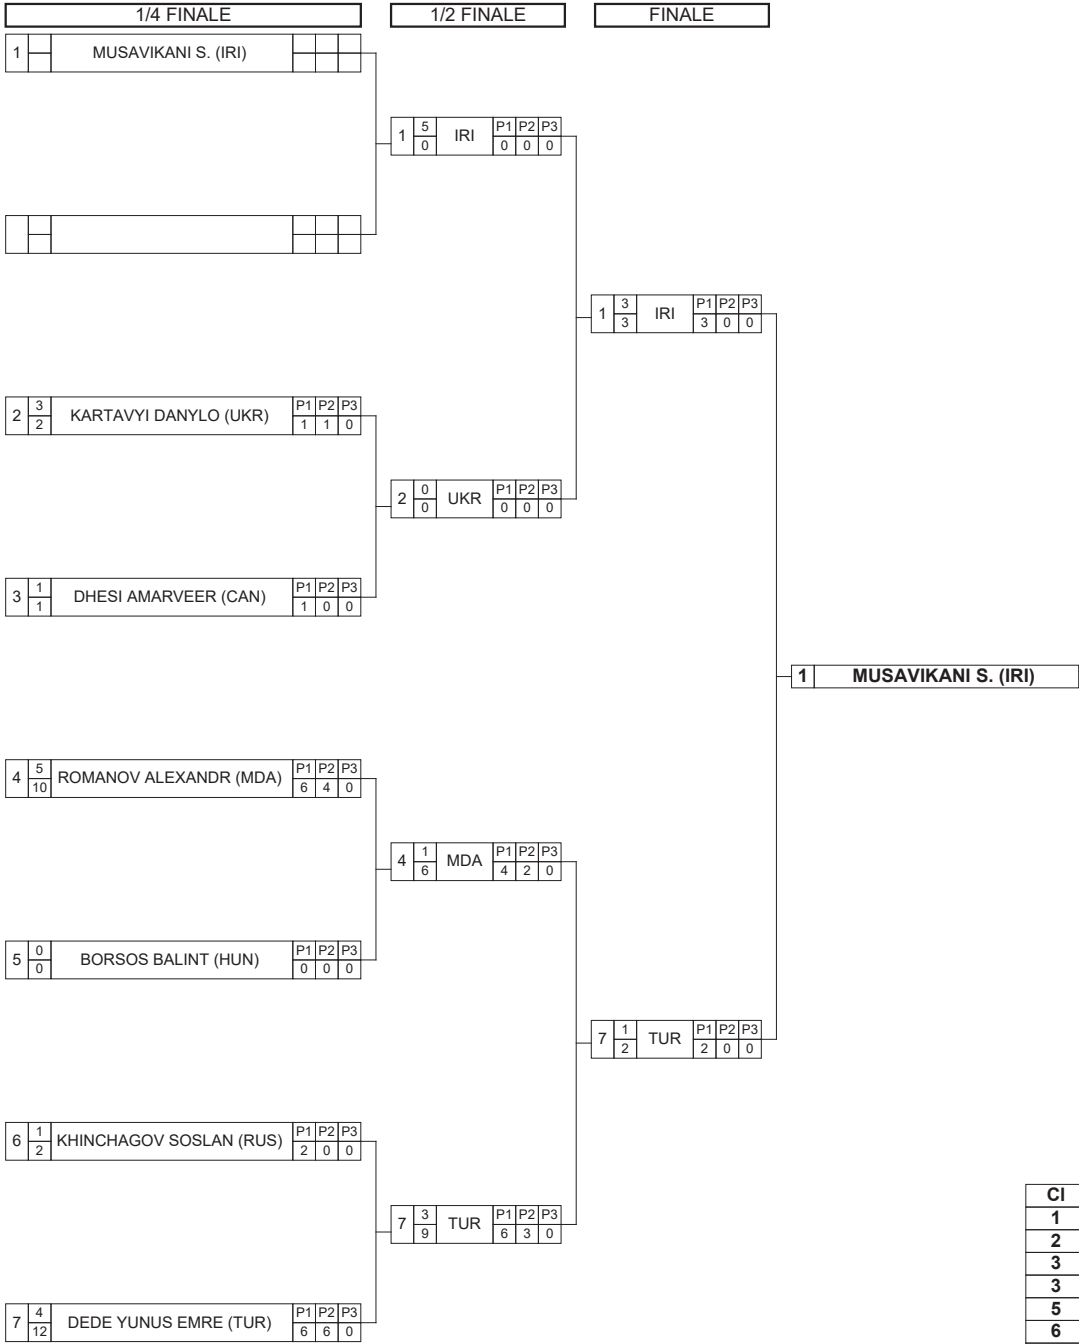 1/4 FINALE 1/2 FINALE FINALE
1 MUSAVIKANI S. (IRI)
5 P1 P2 P3
1 IRI
0 0 0 0
3 P1 P2 P3
1 IRI
3 3 0 0
3 P1 P2 P3
2 KARTAVYI DANYLO (UKR)
2 1 1 0
0 P1 P2 P3
2 UKR
0 0 0 0
1 P1 P2 P3
3 DHESI AMARVEER (CAN)
1 1 0 0
1 MUSAVIKANI S. (IRI)
5 P1 P2 P3
4 ROMANOV ALEXANDR (MDA)
10 6 4 0
1 P1 P2 P3
4 MDA
6 4 2 0
0 P1 P2 P3
5 BORSOS BALINT (HUN)
0 0 0 0
1 P1 P2 P3
7 TUR
2 2 0 0
1 P1 P2 P3
6 KHINCHAGOV SOSLAN (RUS)
2 2 0 0
3 P1 P2 P3
7 TUR
9 6 3 0
4 P1 P2 P3
7 DEDE YUNUS EMRE (TUR)
12 6 6 0
Cl
1
2
3
3
5
6